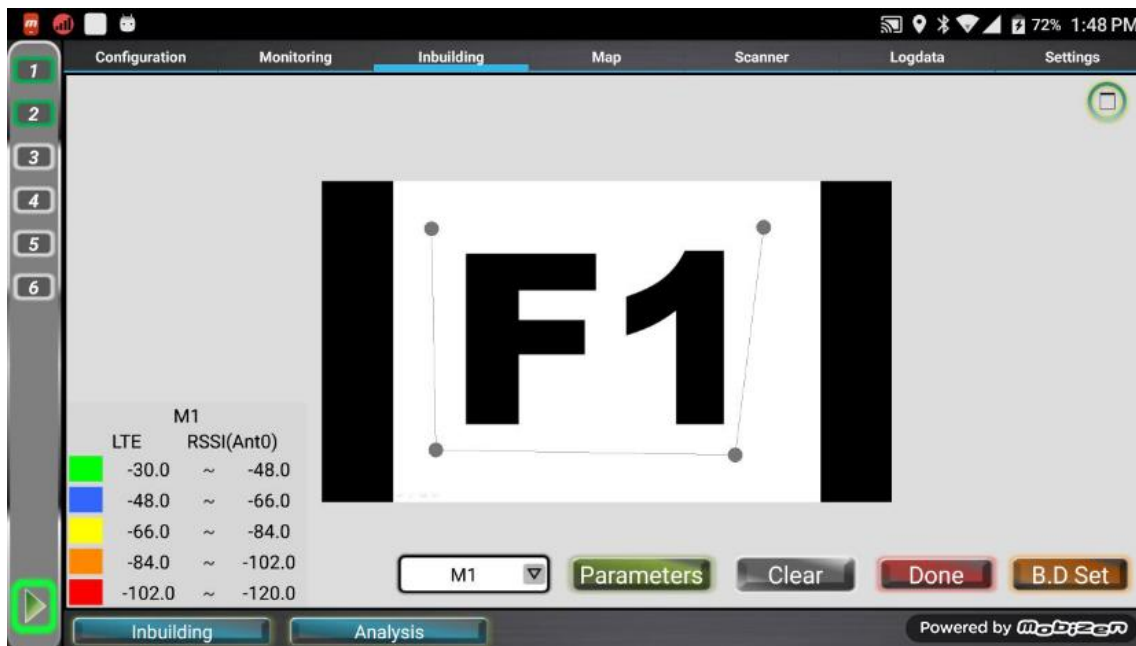 72% 1:48 PM
Configuration Monitoring Inbuilding Map Scanner Logdata Settings
1
2
3
4
5
6
F1
M1
LTE RSSI(Ant0)
-30.0 ~ -48.0
-48.0 ~ -66.0
-66.0 ~ -84.0
-84.0 ~ -102.0
-102.0 ~ -120.0
M1 Parameters Clear Done B.D Set
Inbuilding Analysis Powered by mobizen